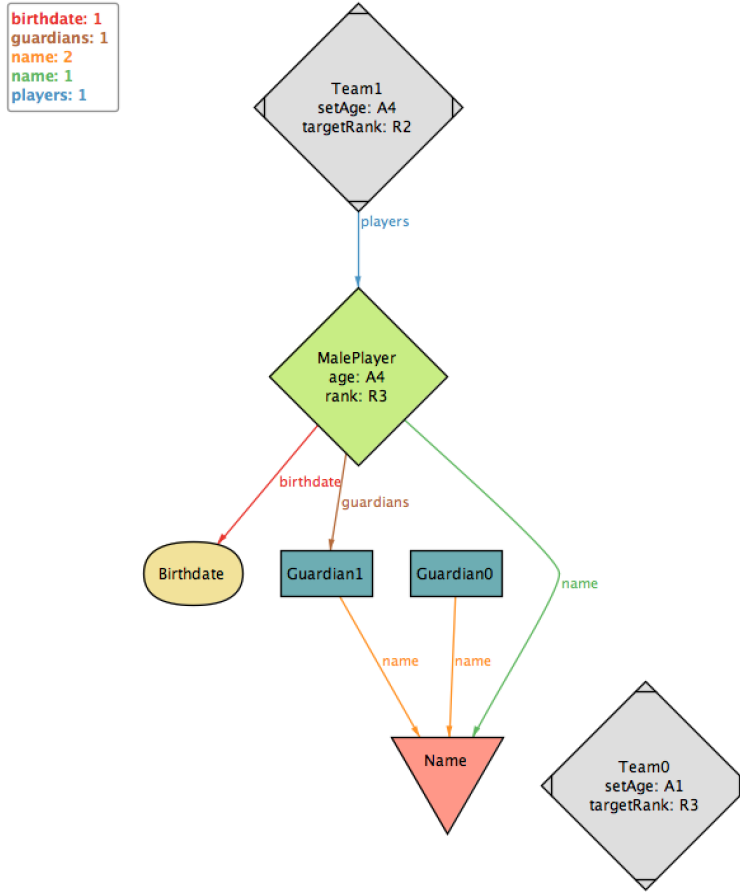 birthdate: 1
guardians: 1
name: 2
name: 1
players: 1
Team1
setAge: A4
targetRank: R2
players
MalePlayer
age: A4
rank: R3
birthdate
guardians
Birthdate
Guardian1
Guardian0
name
name
name
Name
Team0
setAge: A1
targetRank: R3